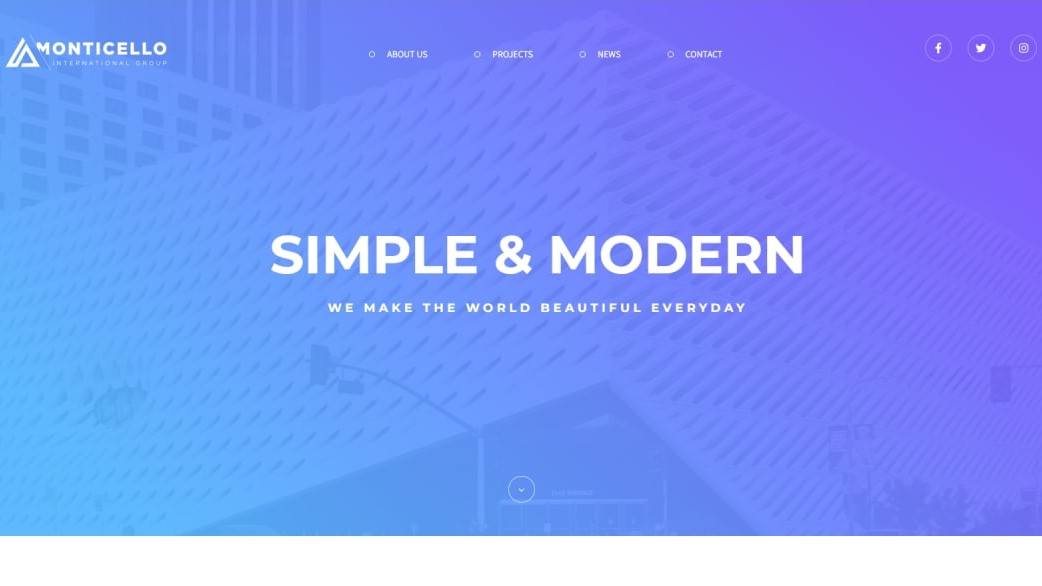 MONTICELLO
INTERNATIONAL GROUP
ABOUT US
PROJECTS
NEWS
CONTACT
SIMPLE & MODERN
WE MAKE THE WORLD BEAUTIFUL EVERYDAY